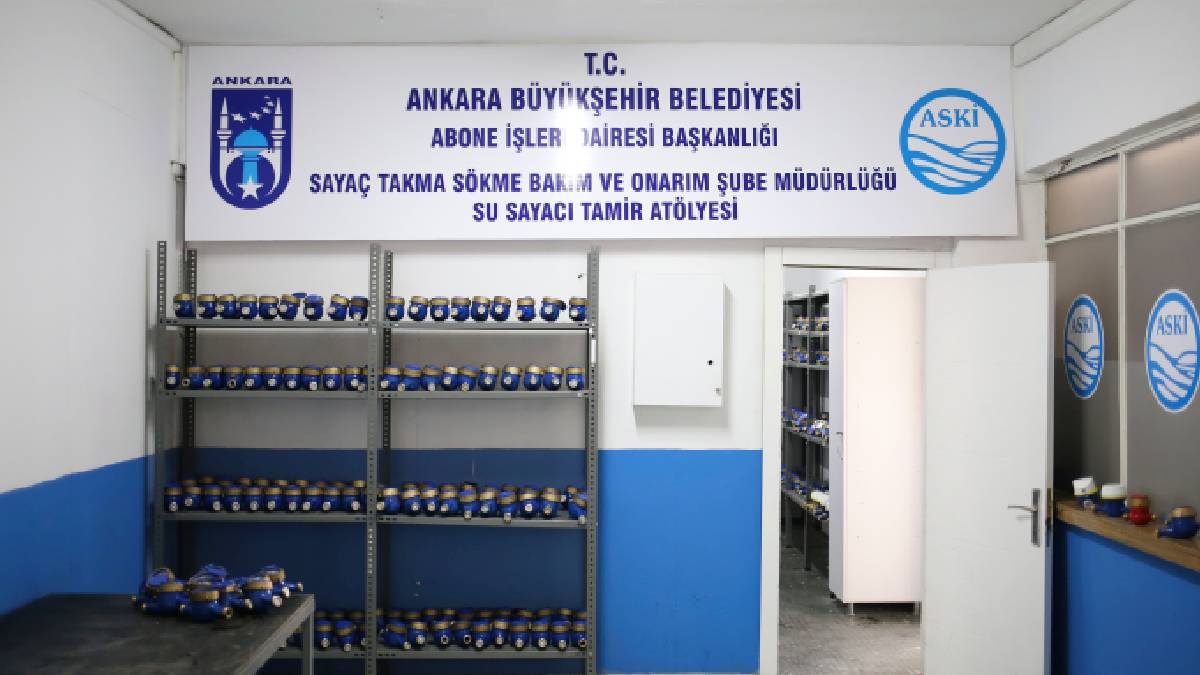 T.C.
ANKARA
ANKARA BÜYÜKŞEHİR BELEDİYESİ
ABONE İŞLERİ DAİRESİ BAŞKANLIĞI
ASKİ
SAYAÇ TAKMA SÖKME BAKIM VE ONARIM ŞUBE MÜDÜRLÜĞÜ
SU SAYACI TAMİR ATÖLYESİ
ASKİ
ASKİ